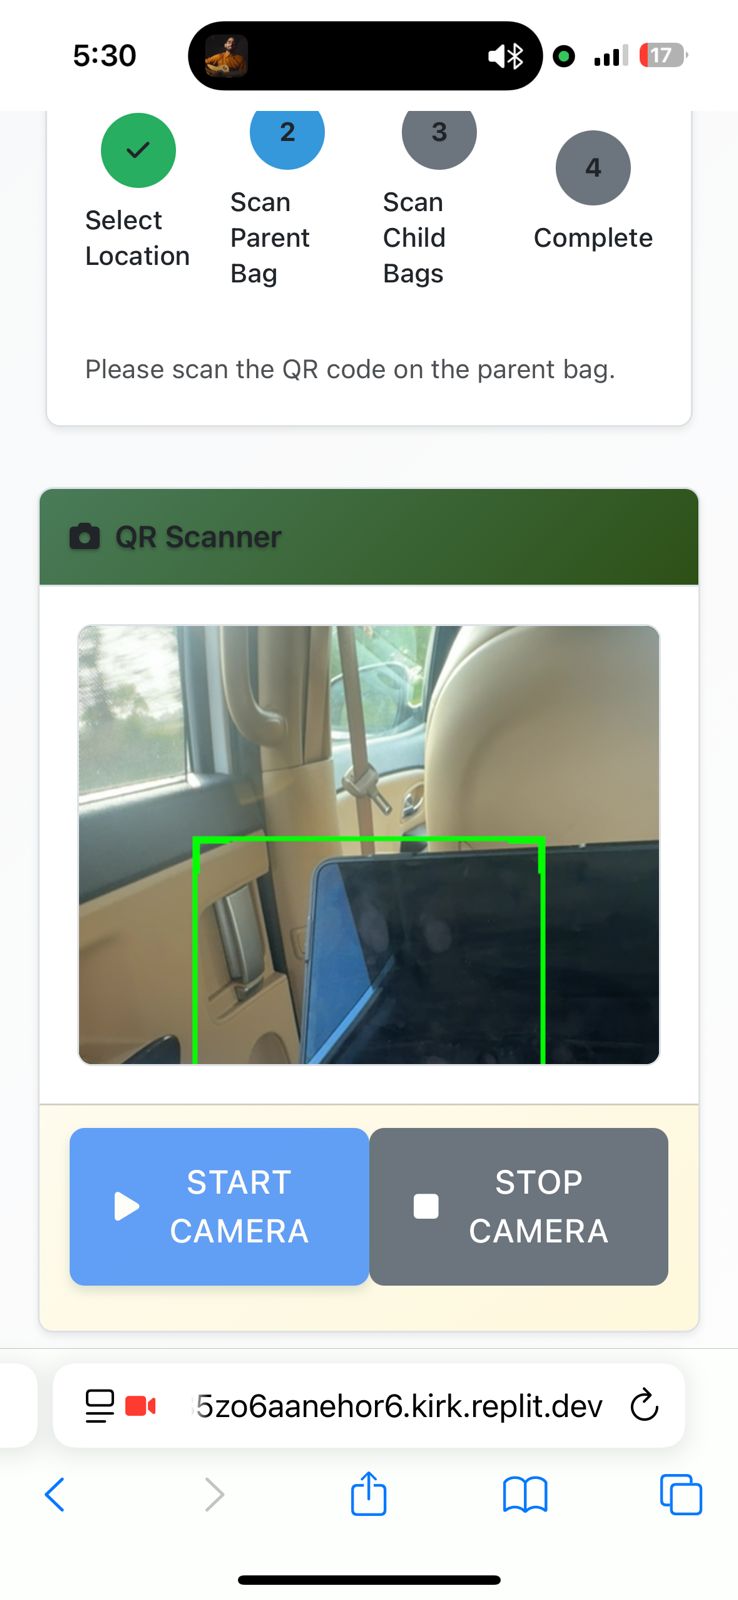 5:30
17
2
3
4
Select
Location
Scan
Parent
Bag
Scan
Child
Bags
Complete
Please scan the QR code on the parent bag.
QR Scanner
START
CAMERA
STOP
CAMERA
5zo6aanehor6.kirk.replit.dev